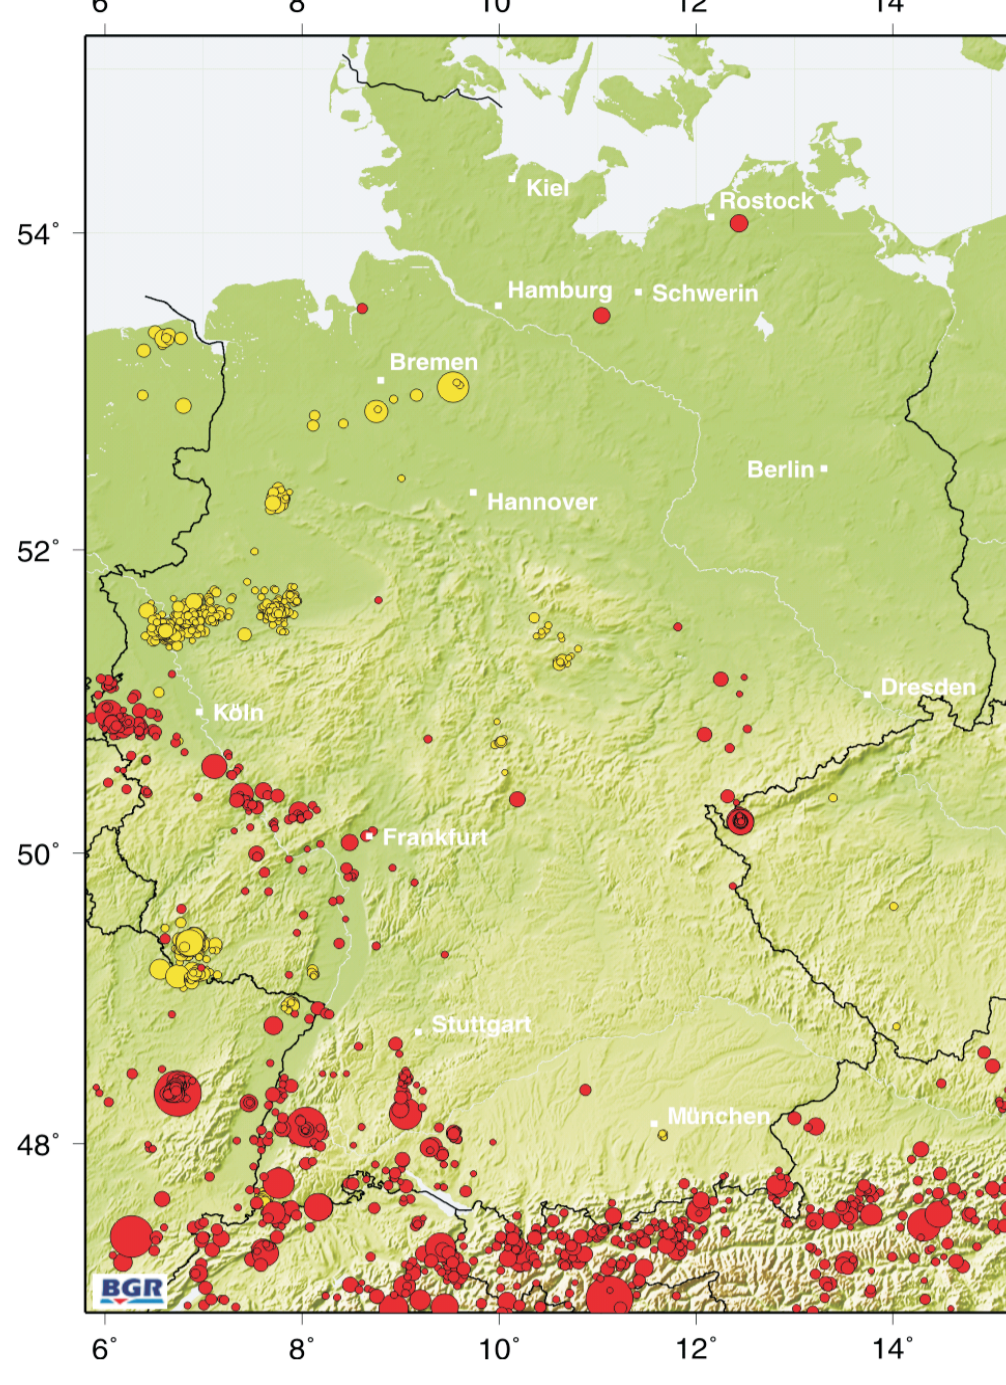 6 8 10 12 14
Kiel
Rostock
54°
Hamburg
Schwerin
Bremen
Berlin
Hannover
52°
Dresden
Köln
Frankfurt
50°
Stuttgart
München
48°
BGR
6° 8° 10° 12° 14°